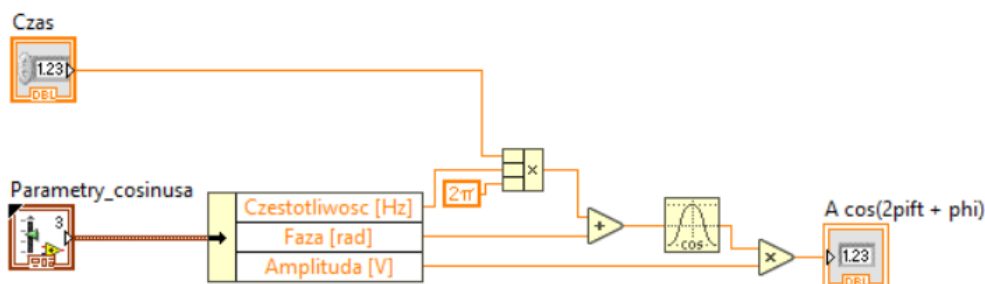 Czas
1.23
DBL
Parametry_cosinusa
3
Czestotliwosc [Hz]
Faza [rad]
Amplituda [V]
2π
×
+
cos
×
A cos(2pift + phi)
1.23
DBL